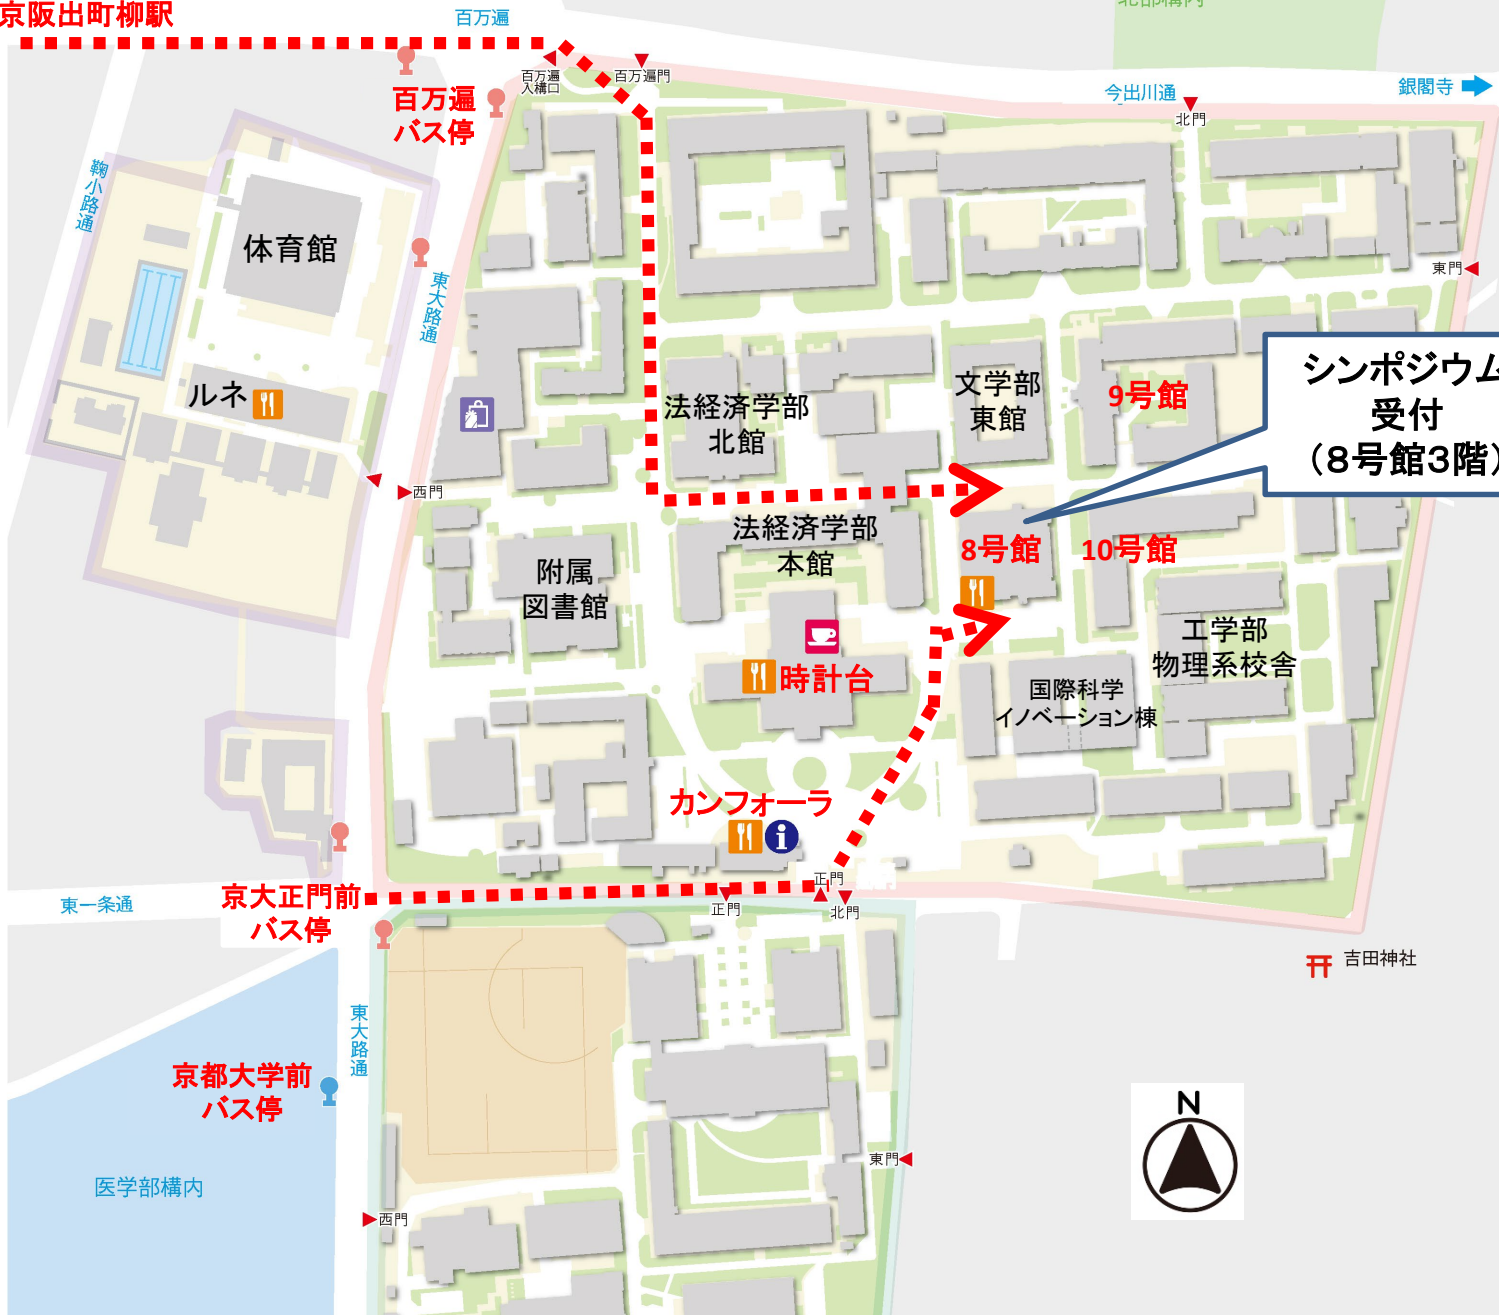 京阪出町柳駅
百万遍
北部構内
百万遍
入構口
百万遍門
百万遍
バス停
今出川通
銀閣寺
北門
鞠小路通
体育館
東大路通
東門
ルネ
法経済学部
北館
文学部
東館
9号館
シンポジウム
受付
（8号館3階）
西門
法経済学部
本館
8号館
10号館
附属
図書館
工学部
物理系校舎
時計台
国際科学
イノベーション棟
カンフォーラ
正門
京大正門前
バス停
東一条通
正門
北門
吉田神社
東大路通
京都大学前
バス停
N
東門
医学部構内
西門